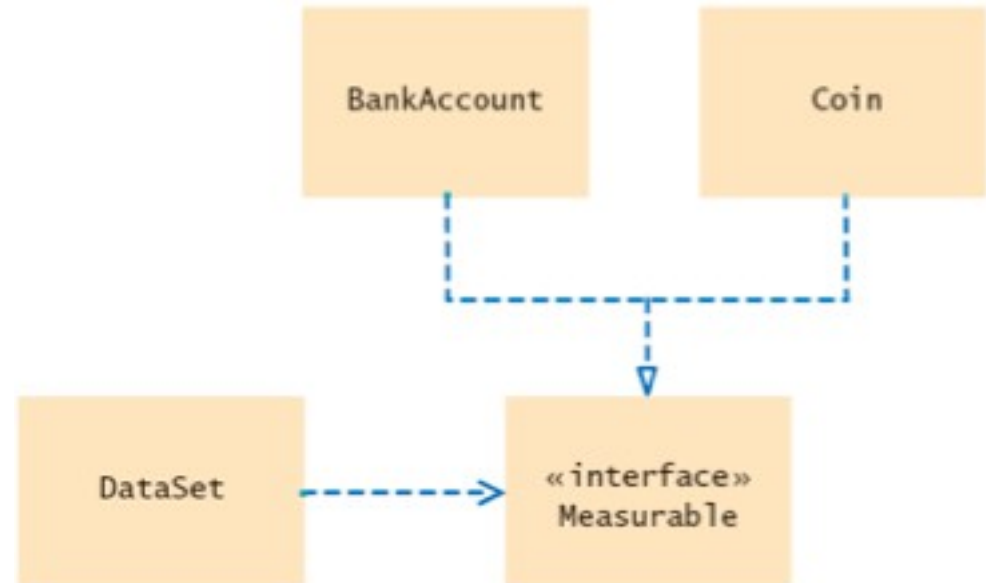 BankAccount
Coin
DataSet
«interface»
Measurable